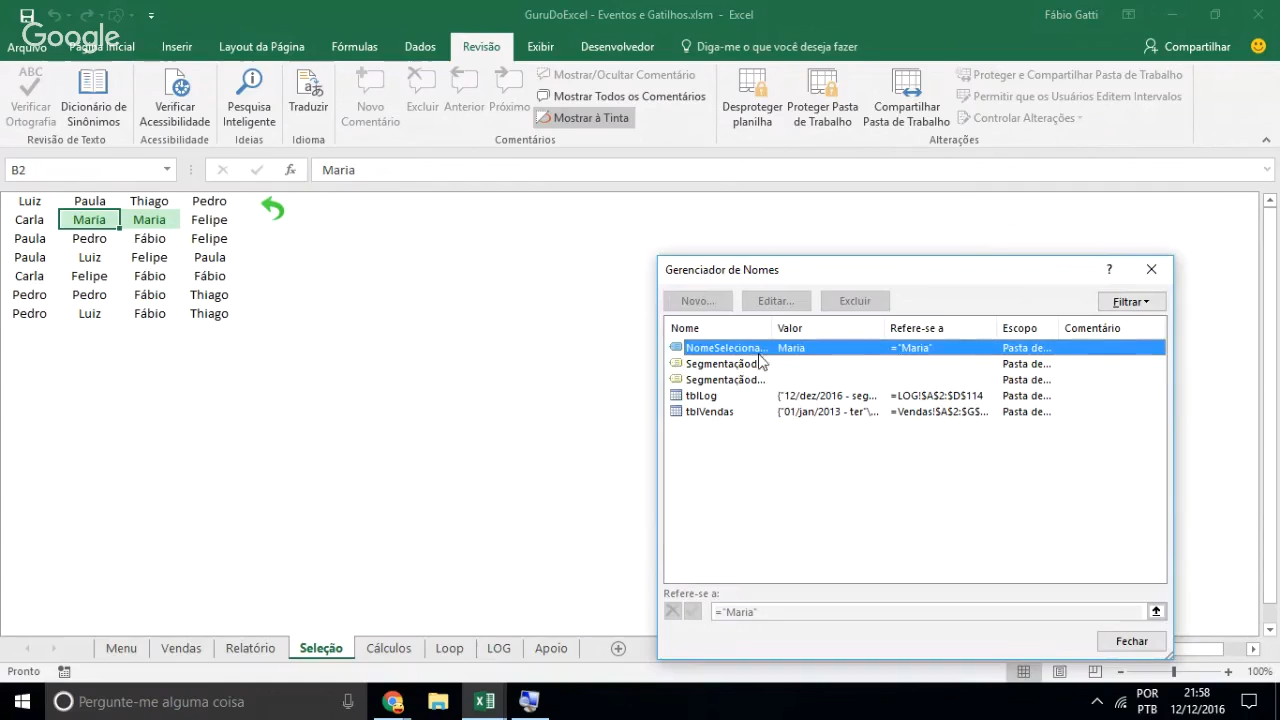 GuruDoExcel - Eventos e Gatilhos.xlsm - Excel
Fábio Gatti
Google
Arquivo Página Inicial Inserir Layout da Página Fórmulas Dados Revisão Exibir Desenvolvedor Diga-me o que você deseja fazer Compartilhar
ABC
Verificar Ortografia
Dicionário de Sinônimos
Verificar Acessibilidade
Pesquisa Inteligente
Traduzir
Novo Comentário
Excluir
Anterior
Próximo
Mostrar/Ocultar Comentário
Mostrar Todos os Comentários
Mostrar à Tinta
Desproteger planilha
Proteger Pasta de Trabalho
Compartilhar Pasta de Trabalho
Proteger e Compartilhar Pasta de Trabalho
Permitir que os Usuários Editem Intervalos
Controlar Alterações
Revisão de Texto Acessibilidade Ideias Idioma Comentários Alterações
B2 fx Maria
Luiz Paula Thiago Pedro
Carla Maria Maria Felipe
Paula Pedro Fábio Felipe
Paula Luiz Felipe Paula
Carla Felipe Fábio Fábio
Pedro Pedro Fábio Thiago
Pedro Luiz Fábio Thiago
Gerenciador de Nomes ?
Novo... Editar... Excluir Filtrar
Nome Valor Refere-se a Escopo Comentário
NomeSeleciona... Maria ="Maria" Pasta de...
Segmentaçãod... Pasta de...
Segmentaçãod... Pasta de...
tblLog {"12/dez/2016 - seg... =LOG!$A$2:$D$114 Pasta de...
tblVendas {"01/jan/2013 - ter"\... =Vendas!$A$2:$G$... Pasta de...
Refere-se a:
="Maria"
Fechar
Menu Vendas Relatório Seleção Cálculos Loop LOG Apoio
Pronto 100%
Pergunte-me alguma coisa
POR
PTB
21:58
12/12/2016